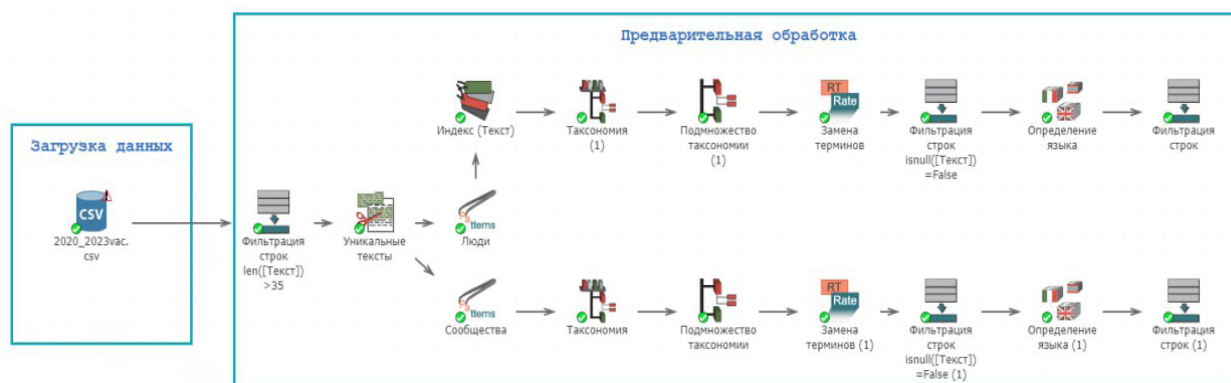 Предварительная обработка
Загрузка данных
CSV
2020_2023vac.
csv
Фильтрация
строк
len([Текст])
>35
Уникальные
тексты
Индекс (Текст)
Таксономия
(1)
Подмножество
таксономии
(1)
RT
Rate
Замена
терминов
Фильтрация
строк
isnull([Текст])
=False
Определение
языка
Фильтрация
строк
ttems
Люди
ttems
Сообщества
Таксономия
Подмножество
таксономии
RT
Rate
Замена
терминов (1)
Фильтрация
строк
isnull([Текст])
=False (1)
Определение
языка (1)
Фильтрация
строк (1)